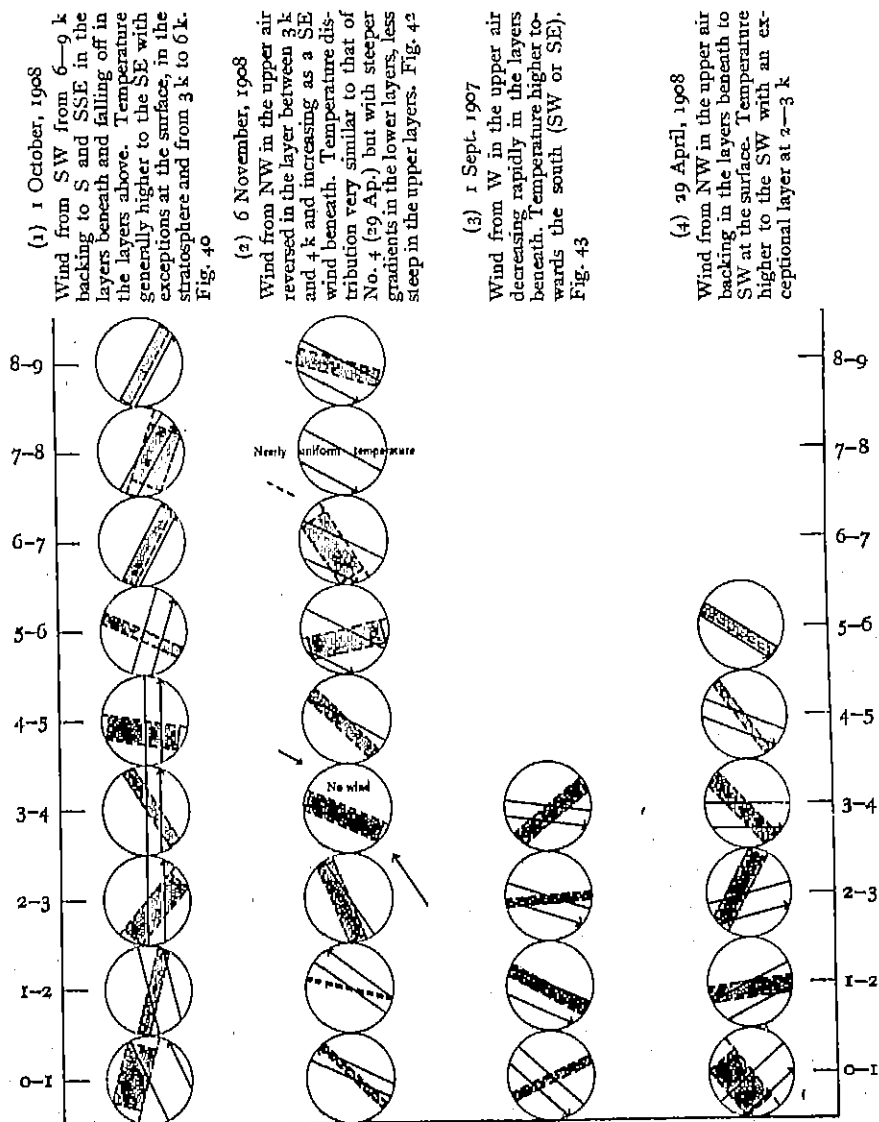 (1) 1 October, 1908
Wind from SW from 6—9 k
backing to S and SSE in the
layers beneath and falling off in
the layers above. Temperature
generally higher to the SE with
exceptions at the surface, in the
stratosphere and from 3 k to 6 k.
Fig. 40
(2) 6 November, 1908
Wind from NW in the upper air
reversed in the layer between 3 k
and 4 k and increasing as a SE
wind beneath. Temperature dis-
tribution very similar to that of
No. 4 (29 Ap.) but with steeper
gradients in the lower layers, less
steep in the upper layers. Fig. 42
(3) 1 Sept. 1907
Wind from W in the upper air
decreasing rapidly in the layers
beneath. Temperature higher to-
wards the south (SW or SE).
Fig. 43
(4) 29 April, 1908
Wind from NW in the upper air
backing in the layers beneath to
SW at the surface. Temperature
higher to the SW with an ex-
ceptional layer at 2—3 k
8-9
7-8
6-7
5-6
4-5
3-4
2-3
1-2
0-1
Nearly uniform temperature
No wind
8-9
7-8
6-7
5-6
4-5
3-4
2-3
1-2
0-1